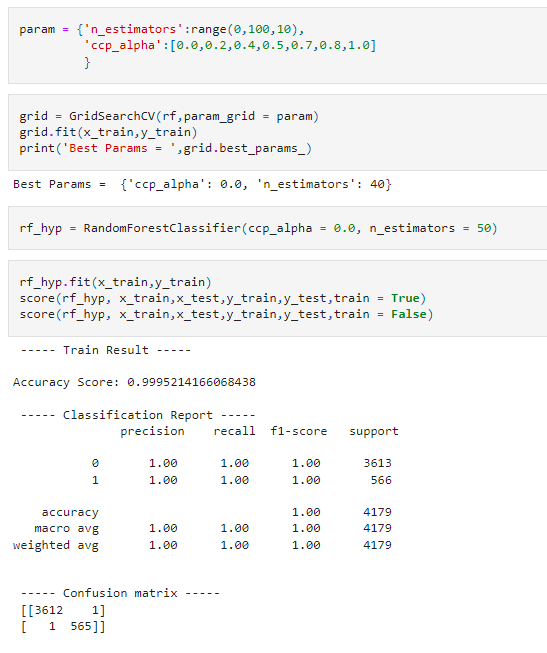 param = {'n_estimators':range(0,100,10),
         'ccp_alpha':[0.0,0.2,0.4,0.5,0.7,0.8,1.0]
         }
grid = GridSearchCV(rf,param_grid = param)
grid.fit(x_train,y_train)
print('Best Params = ',grid.best_params_)
Best Params =  {'ccp_alpha': 0.0, 'n_estimators': 40}
rf_hyp = RandomForestClassifier(ccp_alpha = 0.0, n_estimators = 50)
rf_hyp.fit(x_train,y_train)
score(rf_hyp, x_train,x_test,y_train,y_test,train = True)
score(rf_hyp, x_train,x_test,y_train,y_test,train = False)
 ----- Train Result -----
Accuracy Score: 0.9995214166068438
 ----- Classification Report -----
               precision    recall  f1-score   support
           0       1.00      1.00      1.00      3613
           1       1.00      1.00      1.00       566
    accuracy                           1.00      4179
   macro avg       1.00      1.00      1.00      4179
weighted avg       1.00      1.00      1.00      4179
 ----- Confusion matrix -----
 [[3612    1]
 [   1  565]]